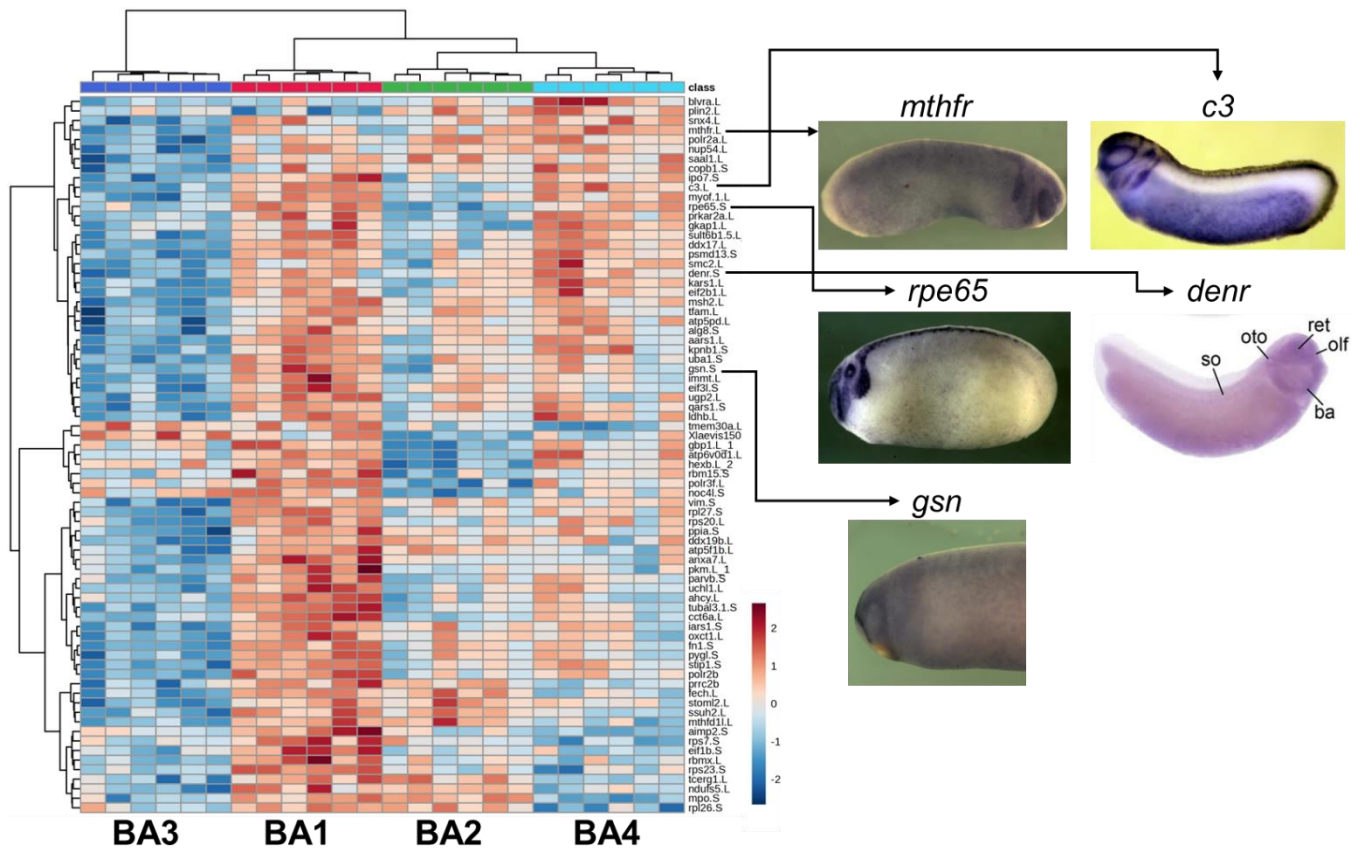 class
blvra.L
plin2.L
snx4.L
mthfr.L
polr2a.L
nup54.L
saal1.L
copb1.S
ipo7.S
c3.L
myof.1.L
rpe65.S
prkar2a.L
gkap1.L
sult6b1.5.L
ddx17.L
psmd13.S
smc2.L
denr.S
kars1.L
eif2b1.L
msh2.L
tfam.L
atp5pd.L
alg8.S
aars1.L
kpnb1.S
uba1.S
gsn.S
immt.L
eif3l.S
ugp2.L
qars1.S
ldhb.L
tmem30a.L
Xlaevis150
gbp1.L_1
atp6v0d1.L
hexb.L_2
rbm15.S
polr3f.L
noc4l.S
vim.S
rpl27.S
rps20.L
ppia.S
ddx19b.L
atp5f1b.L
anxa7.L
pkm.L_1
parvb.S
uchl1.L
ahcy.L
tubal3.1.S
cct6a.L
iars1.S
oxct1.L
fn1.S
pygl.S
stip1.S
polr2b
prrc2b
fech.L
stoml2.L
ssuh2.L
mthfd1l.L
aimp2.S
rps7.S
eif1b.S
rbmx.L
rps23.S
tcerg1.L
ndufs5.L
mpo.S
rpl26.S
2
1
0
-1
-2
BA3 BA1 BA2 BA4
mthfr c3
rpe65 denr
ret
oto
olf
so
ba
gsn